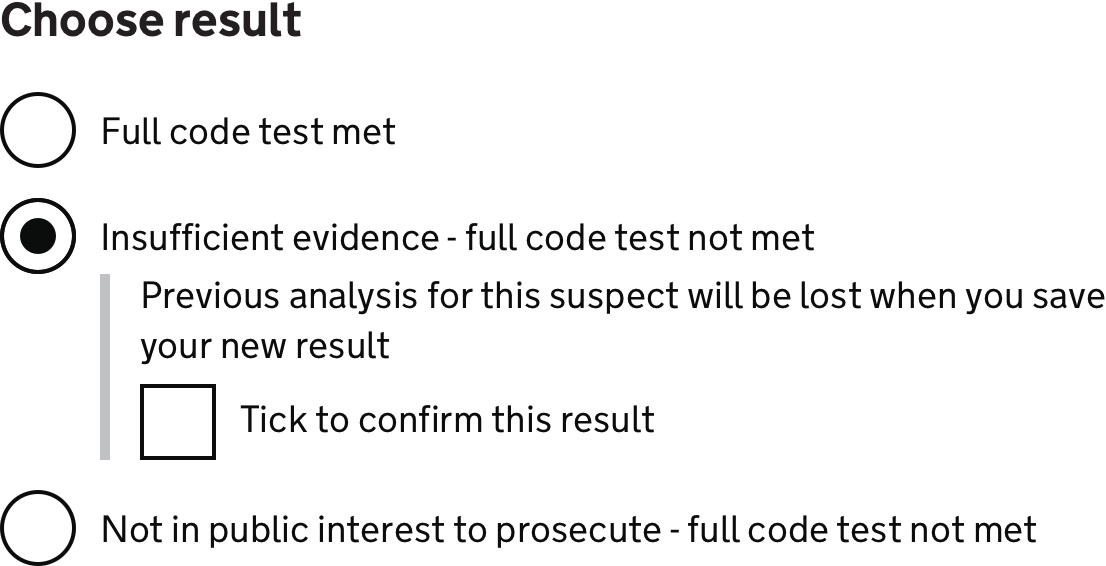 Choose result
Full code test met
Insufficient evidence - full code test not met
Previous analysis for this suspect will be lost when you save
your new result
Tick to confirm this result
Not in public interest to prosecute - full code test not met